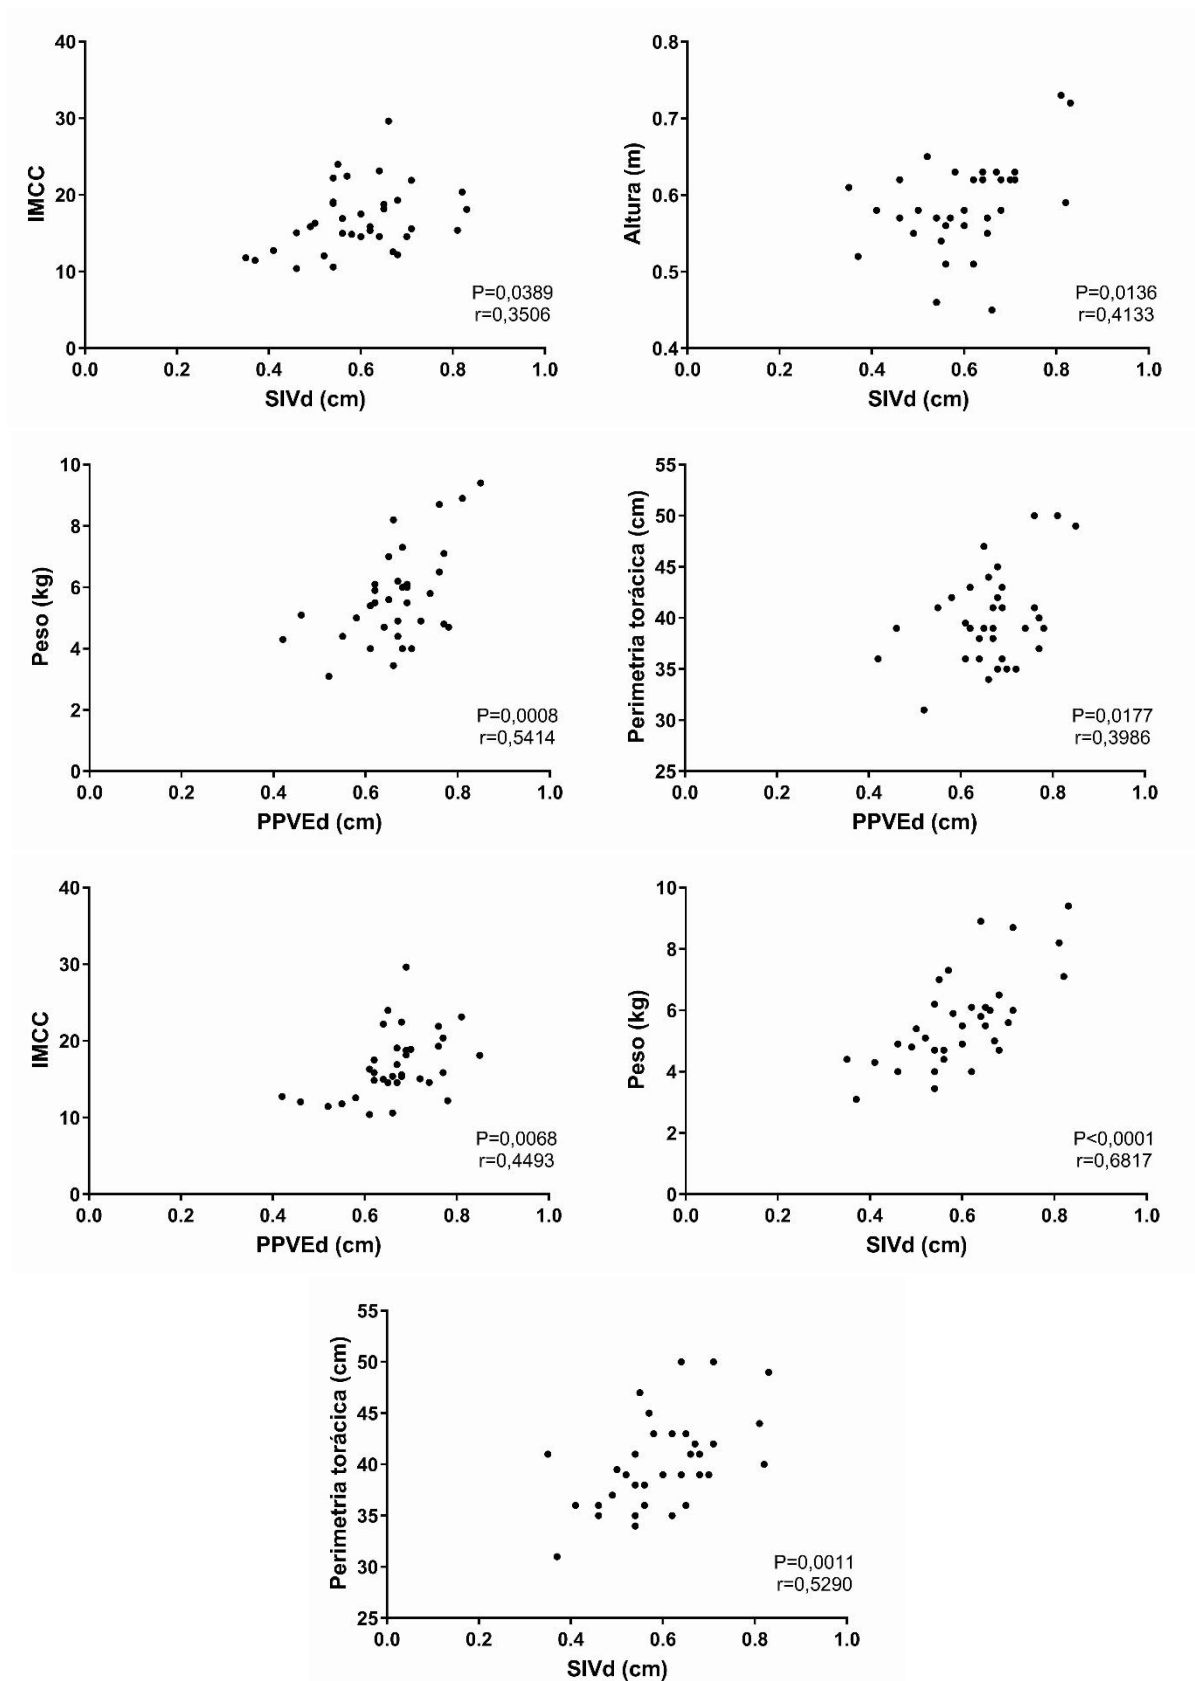 40
30
20
10
0
IMCC
0.0 0.2 0.4 0.6 0.8 1.0
SIVd (cm)
P=0,0389
r=0,3506
0.8
0.7
0.6
0.5
0.4
Altura (m)
0.0 0.2 0.4 0.6 0.8 1.0
SIVd (cm)
P=0,0136
r=0,4133
10
8
6
4
2
0
Peso (kg)
0.0 0.2 0.4 0.6 0.8 1.0
PPVEd (cm)
P=0,0008
r=0,5414
55
50
45
40
35
30
25
Perimetria torácica (cm)
0.0 0.2 0.4 0.6 0.8 1.0
PPVEd (cm)
P=0,0177
r=0,3986
40
30
20
10
0
IMCC
0.0 0.2 0.4 0.6 0.8 1.0
PPVEd (cm)
P=0,0068
r=0,4493
10
8
6
4
2
0
Peso (kg)
0.0 0.2 0.4 0.6 0.8 1.0
SIVd (cm)
P<0,0001
r=0,6817
55
50
45
40
35
30
25
Perimetria torácica (cm)
0.0 0.2 0.4 0.6 0.8 1.0
SIVd (cm)
P=0,0011
r=0,5290